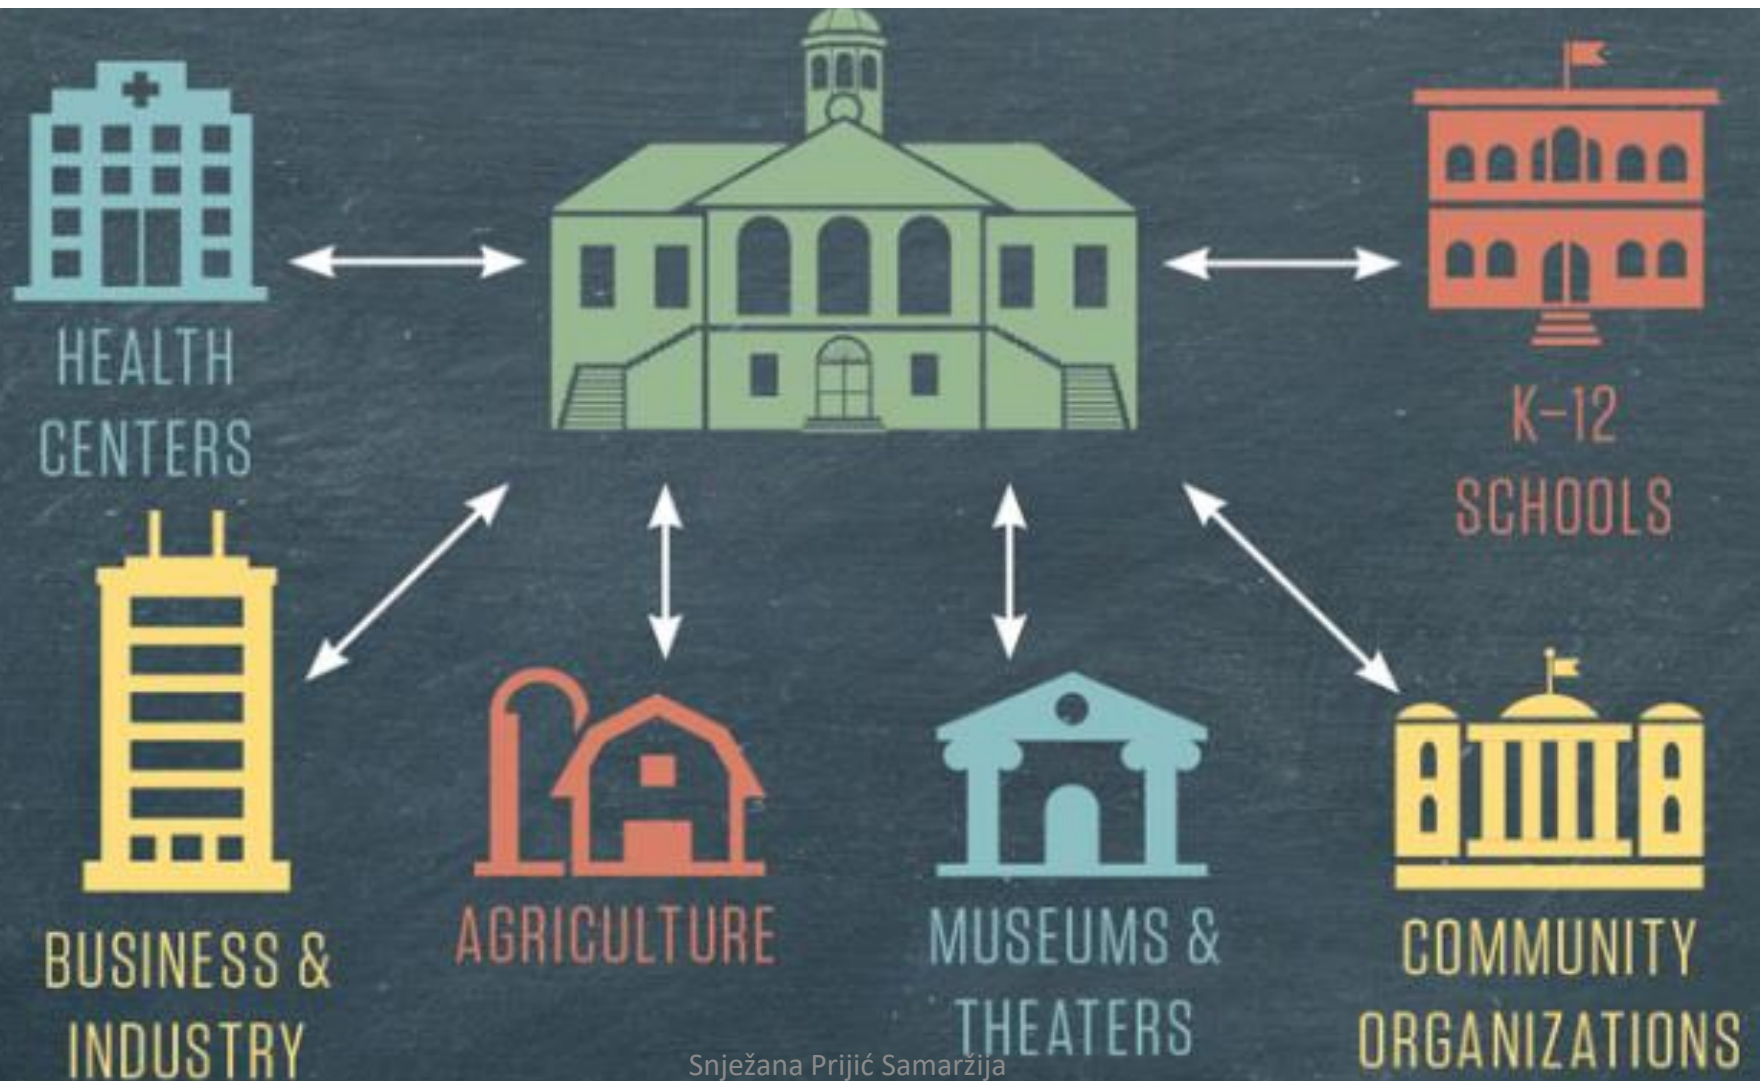 HEALTH
CENTERS
K–12
SCHOOLS
BUSINESS &
INDUSTRY
AGRICULTURE
MUSEUMS &
THEATERS
COMMUNITY
ORGANIZATIONS
Snježana Prijić Samaržija